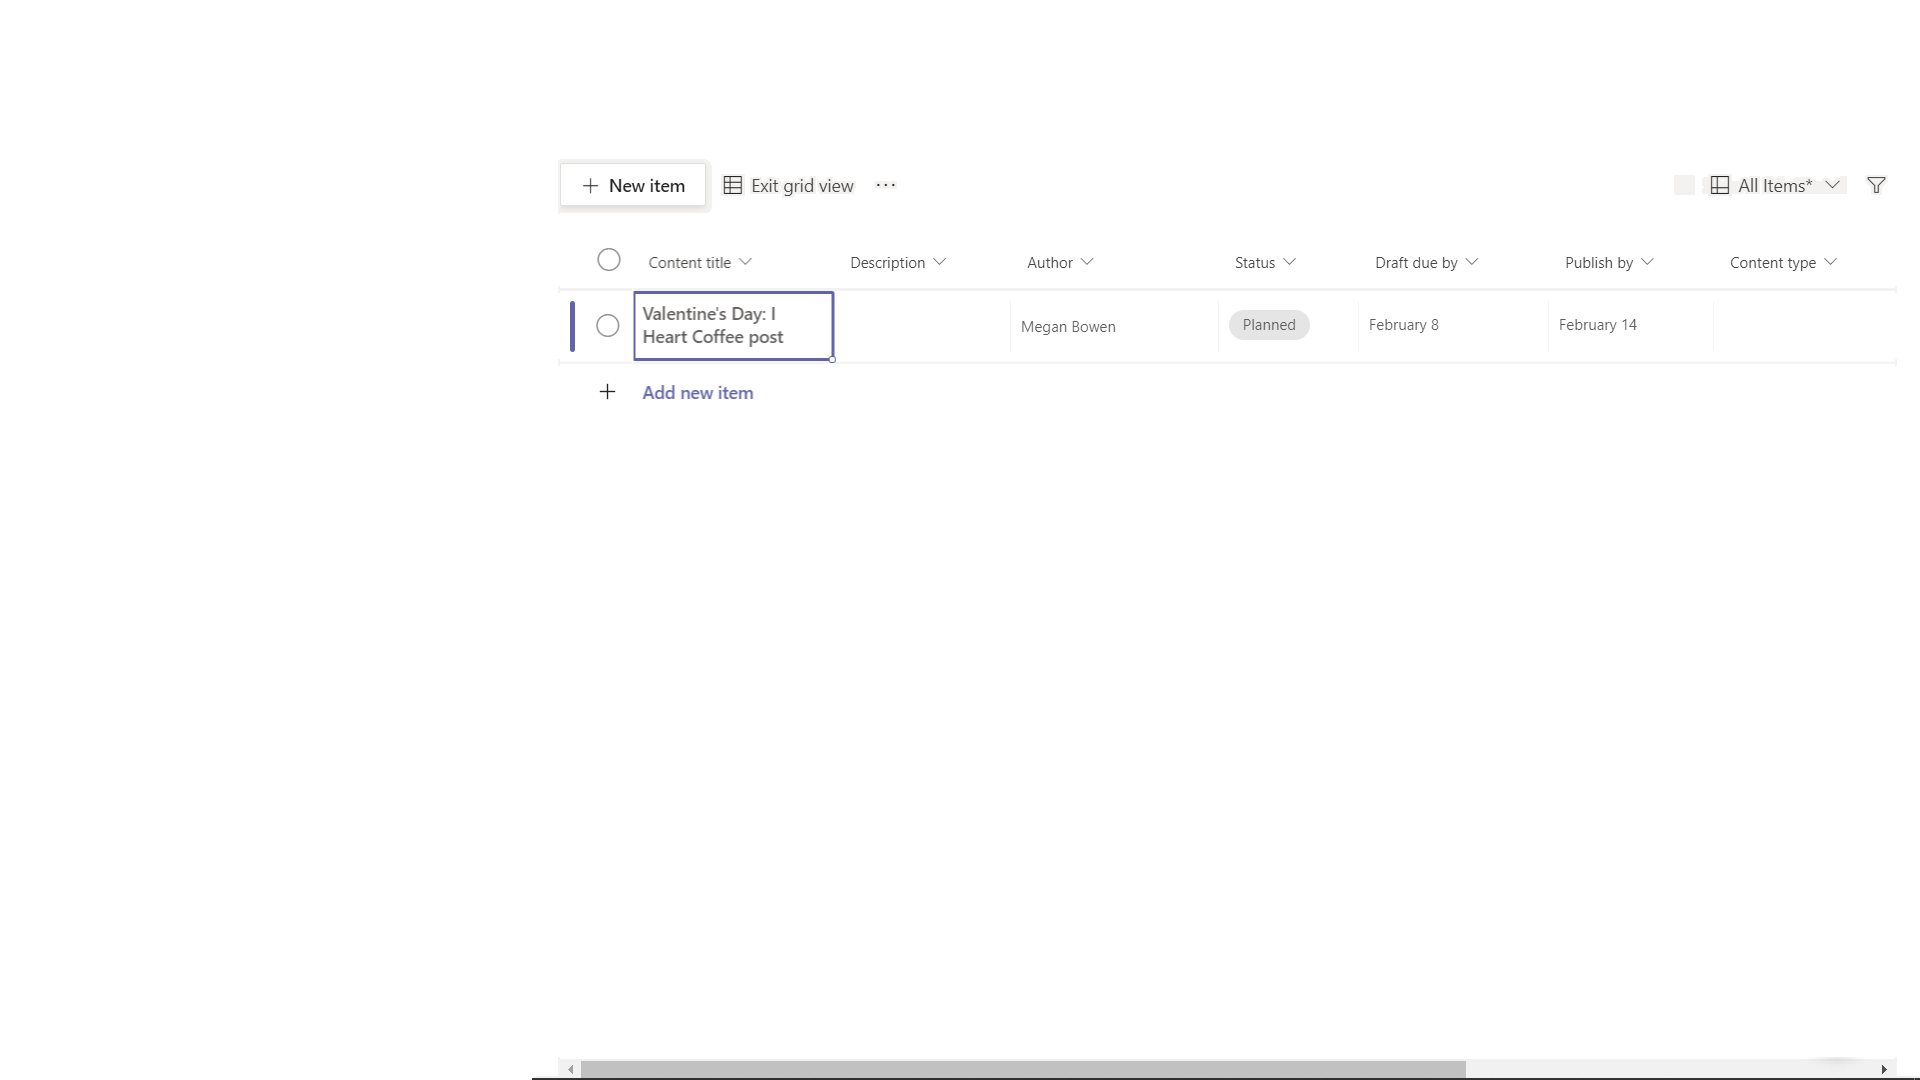 New item Exit grid view ··· All Items*
Content title Description Author Status Draft due by Publish by Content type
Valentine's Day: I
Heart Coffee post
Megan Bowen Planned February 8 February 14
Add new item